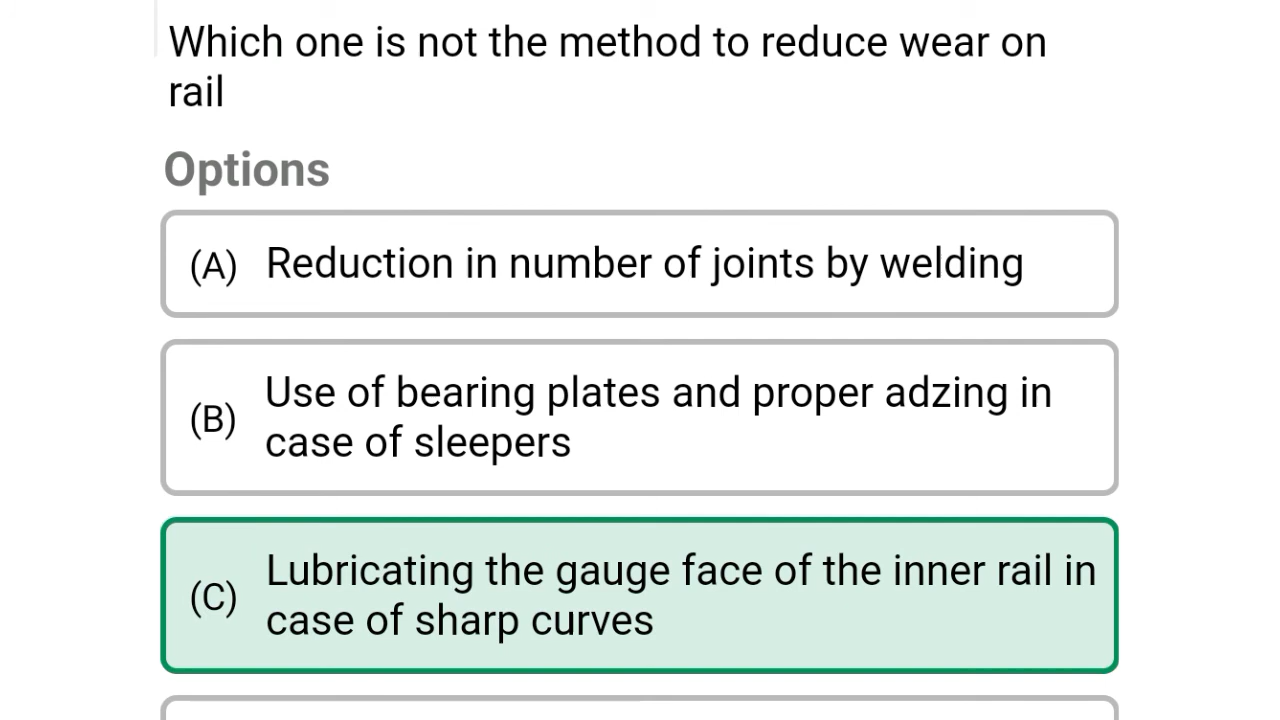 Which one is not the method to reduce wear on
rail
Options
(A) Reduction in number of joints by welding
(B) Use of bearing plates and proper adzing in
case of sleepers
(C) Lubricating the gauge face of the inner rail in
case of sharp curves